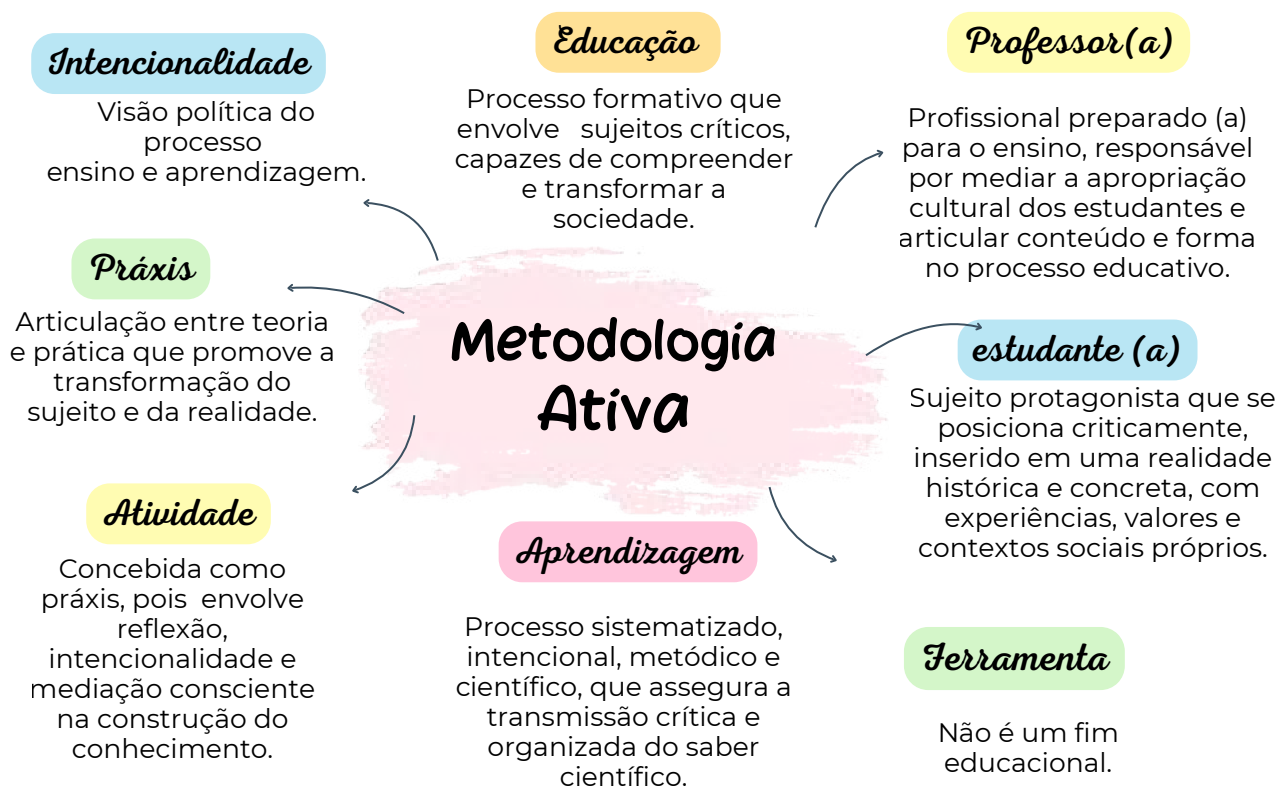 Intencionalidade
Visão política do
processo
ensino e aprendizagem.
Educação
Processo formativo que
envolve sujeitos críticos,
capazes de compreender
e transformar a
sociedade.
Professor(a)
Profissional preparado (a)
para o ensino, responsável
por mediar a apropriação
cultural dos estudantes e
articular conteúdo e forma
no processo educativo.
Práxis
Articulação entre teoria
e prática que promove a
transformação do
sujeito e da realidade.
Metodologia
Ativa
estudante (a)
Sujeito protagonista que se
posiciona criticamente,
inserido em uma realidade
histórica e concreta, com
experiências, valores e
contextos sociais próprios.
Atividade
Concebida como
práxis, pois envolve
reflexão,
intencionalidade e
mediação consciente
na construção do
conhecimento.
Aprendizagem
Processo sistematizado,
intencional, metódico e
científico, que assegura a
transmissão crítica e
organizada do saber
científico.
Ferramenta
Não é um fim
educacional.